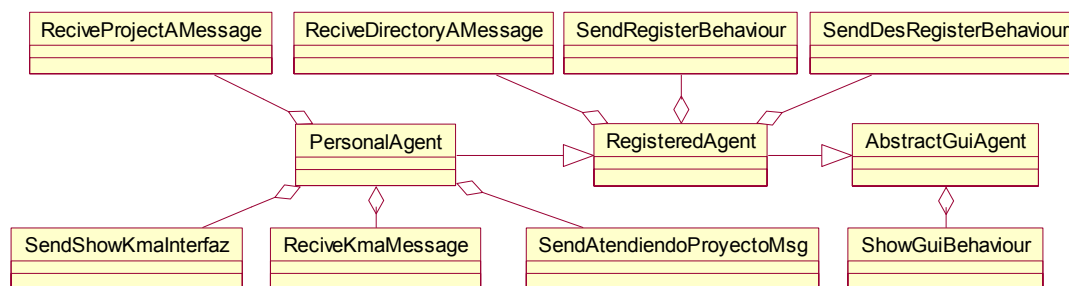 ReciveProjectAMessage
ReciveDirectoryAMessage
SendRegisterBehaviour
SendDesRegisterBehaviour
PersonalAgent
RegisteredAgent
AbstractGuiAgent
SendShowKmaInterfaz
ReciveKmaMessage
SendAtendiendoProyectoMsg
ShowGuiBehaviour